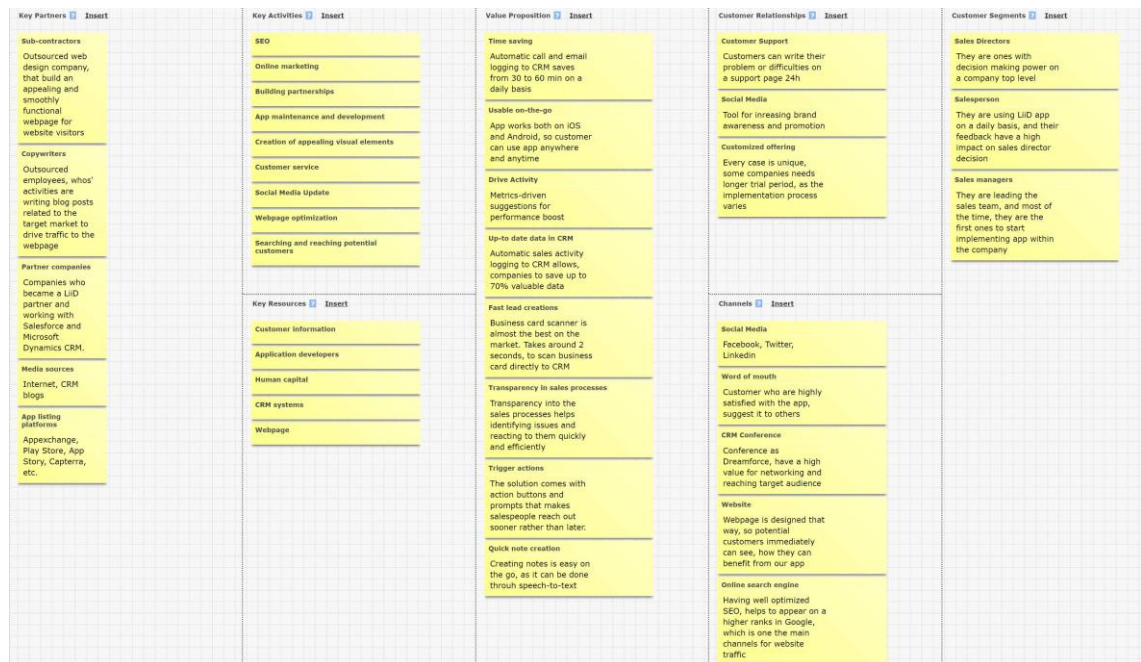 Key Partners ? Insert
Sub-contractors
Outsourced web
design company,
that build an
appealing and
smoothly
functional
webpage for
website visitors
Copywriters
Outsourced
employees, whos'
activities are
writing blog posts
related to the
target market to
drive traffic to the
webpage
Partner companies
Companies who
became a LiiD
partner and
working with
Salesforce and
Microsoft
Dynamics CRM.
Media sources
Internet, CRM
blogs
App listing
platforms
Appexchange,
Play Store, App
Story, Capterra,
etc.
Key Activities ? Insert
SEO
Online marketing
Building partnerships
App maintenance and development
Creation of appealing visual elements
Customer service
Social Media Update
Webpage optimization
Searching and reaching potential
customers
Key Resources ? Insert
Customer information
Application developers
Human capital
CRM systems
Webpage
Value Proposition ? Insert
Time saving
Automatic call and email
logging to CRM saves
from 30 to 60 min on a
daily basis
Usable on-the-go
App works both on iOS
and Android, so customer
can use app anywhere
and anytime
Drive Activity
Metrics-driven
suggestions for
performance boost
Up-to date data in CRM
Automatic sales activity
logging to CRM allows,
companies to save up to
70% valuable data
Fast lead creations
Business card scanner is
almost the best on the
market. Takes around 2
seconds, to scan business
card directly to CRM
Transparency in sales processes
Transparency into the
sales processes helps
identifying issues and
reacting to them quickly
and efficiently
Trigger actions
The solution comes with
action buttons and
prompts that makes
salespeople reach out
sooner rather than later.
Quick note creation
Creating notes is easy on
the go, as it can be done
throuh speech-to-text
Customer Relationships ? Insert
Customer Support
Customers can write their
problem or difficulties on
a support page 24h
Social Media
Tool for inreasing brand
awareness and promotion
Customized offering
Every case is unique,
some companies needs
longer trial period, as the
implementation process
varies
Channels ? Insert
Social Media
Facebook, Twitter,
Linkedin
Word of mouth
Customer who are highly
satisfied with the app,
suggest it to others
CRM Conference
Conference as
Dreamforce, have a high
value for networking and
reaching target audience
Website
Webpage is designed that
way, so potential
customers immediately
can see, how they can
benefit from our app
Online search engine
Having well optimized
SEO, helps to appear on a
higher ranks in Google,
which is one the main
channels for website
traffic
Customer Segments ? Insert
Sales Directors
They are ones with
decision making power on
a company top level
Salesperson
They are using LiiD app
on a daily basis, and their
feedback have a high
impact on sales director
decision
Sales managers
They are leading the
sales team, and most of
the time, they are the
first ones to start
implementing app within
the company